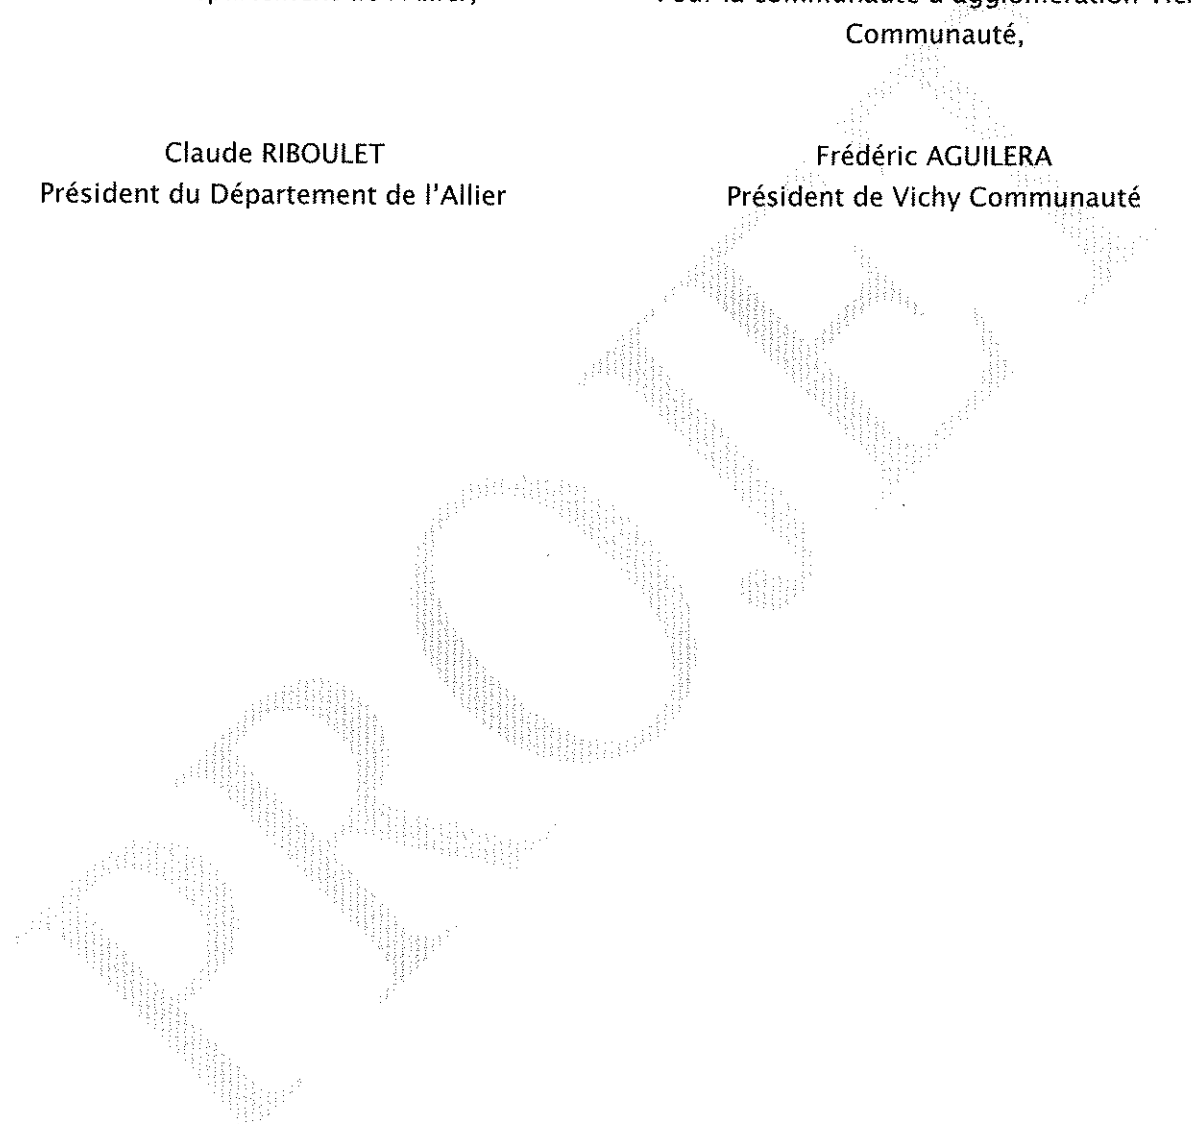 Communauté,
Claude RIBOULET
Président du Département de l'Allier
Frédéric AGUILERA
Président de Vichy Communauté
PROJET